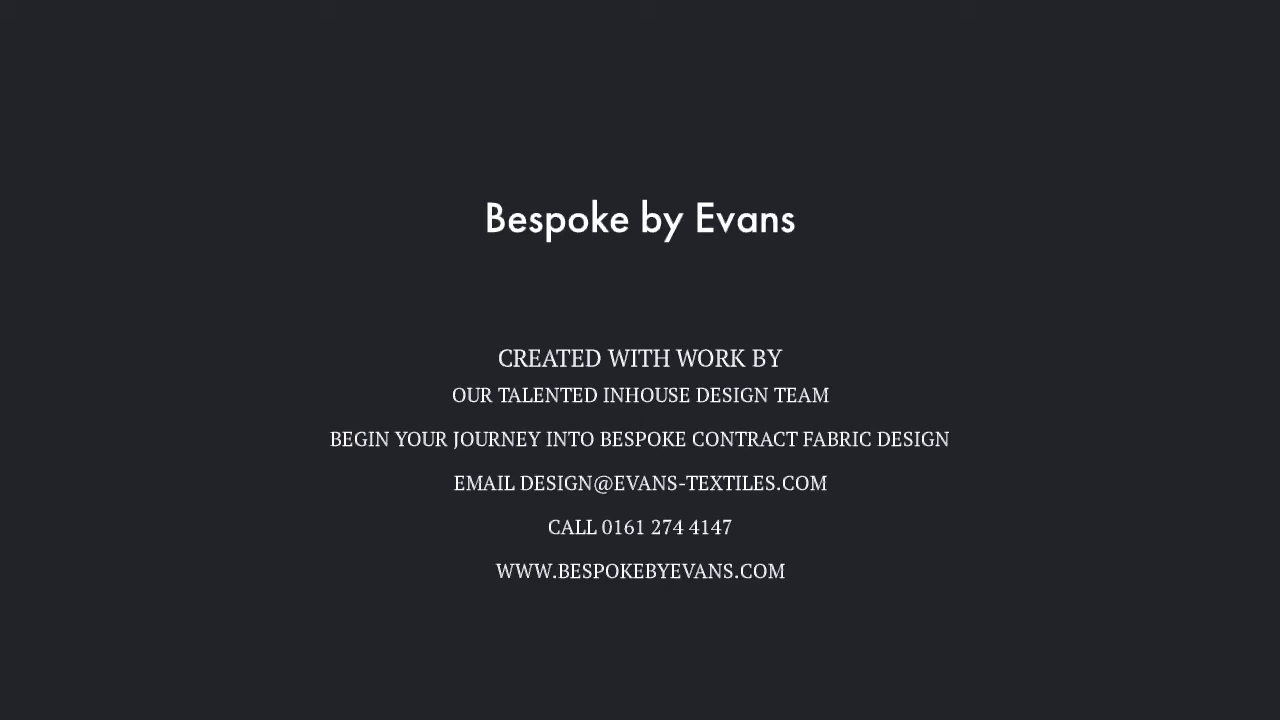 Bespoke by Evans
CREATED WITH WORK BY
OUR TALENTED INHOUSE DESIGN TEAM
BEGIN YOUR JOURNEY INTO BESPOKE CONTRACT FABRIC DESIGN
EMAIL DESIGN@EVANS-TEXTILES.COM
CALL 0161 274 4147
WWW.BESPOKEBYEVANS.COM